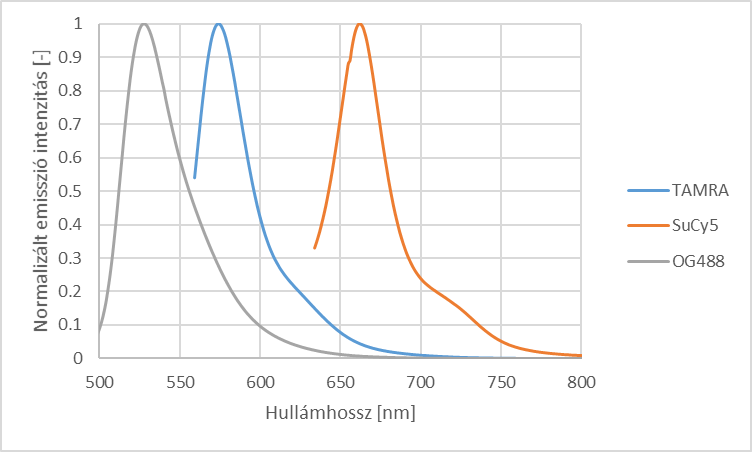 Normalizált emisszió intenzitás [-]
1
0.9
0.8
0.7
0.6
0.5
0.4
0.3
0.2
0.1
0
500 550 600 650 700 750 800
Hullámhossz [nm]
TAMRA
SuCy5
OG488